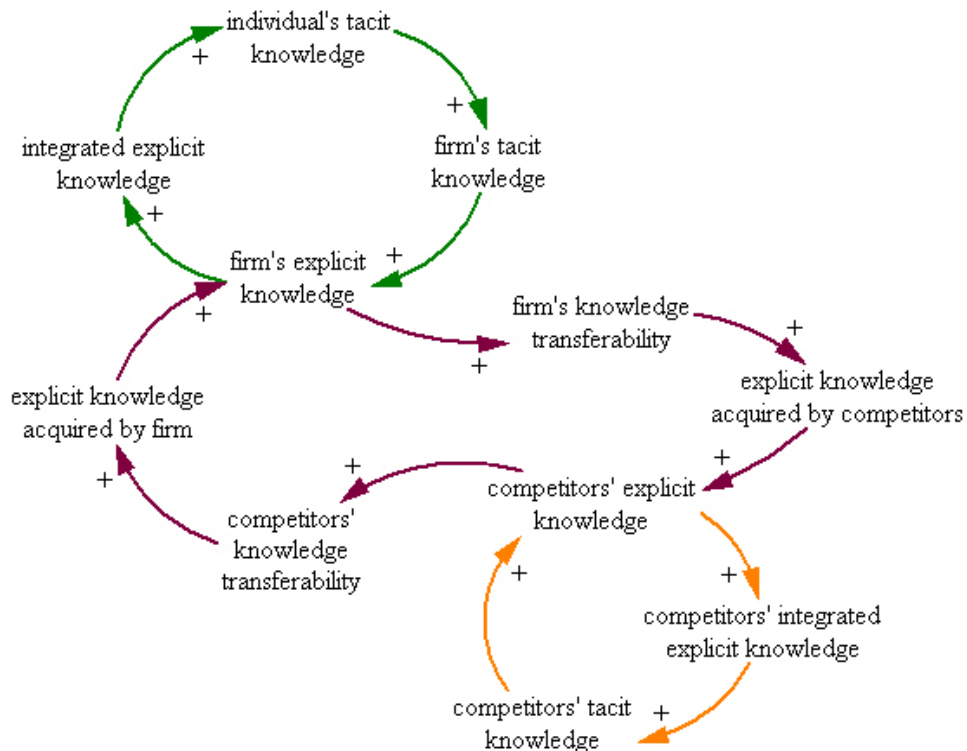 individual's tacit
knowledge
+
+
integrated explicit
knowledge
firm's tacit
knowledge
+
+
firm's explicit
knowledge
+
firm's knowledge
transferability
+
+
explicit knowledge
acquired by firm
explicit knowledge
acquired by competitors
+
+
+
competitors' explicit
knowledge
competitors'
knowledge
transferability
+
+
competitors' integrated
explicit knowledge
+
competitors' tacit
knowledge